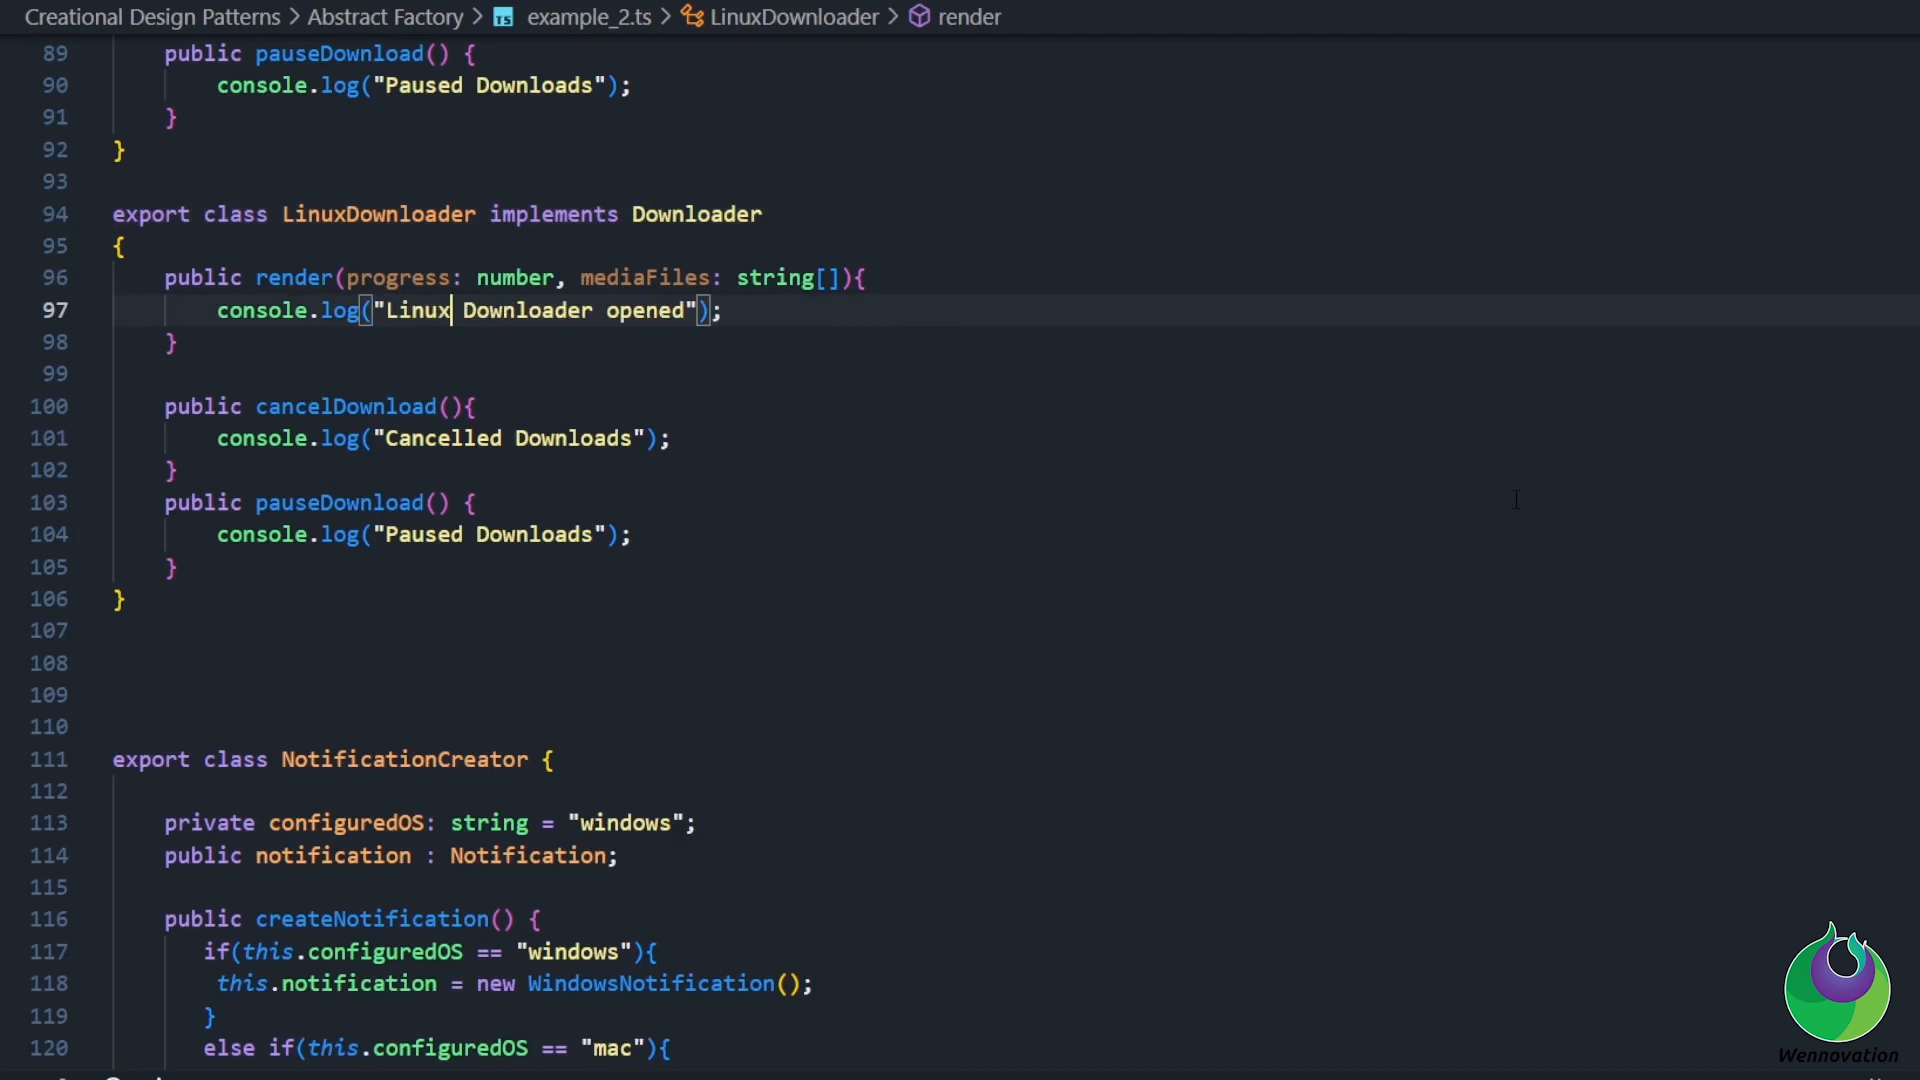 Creational Design Patterns > Abstract Factory > TS example_2.ts > LinuxDownloader > render
89 public pauseDownload() {
90 console.log("Paused Downloads");
91 }
92 }
93
94 export class LinuxDownloader implements Downloader
95 {
96 public render(progress: number, mediaFiles: string[]){
97 console.log("Linux Downloader opened");
98 }
99
100 public cancelDownload(){
101 console.log("Cancelled Downloads");
102 }
103 public pauseDownload() {
104 console.log("Paused Downloads");
105 }
106 }
107
108
109
110
111 export class NotificationCreator {
112
113 private configuredOS: string = "windows";
114 public notification : Notification;
115
116 public createNotification() {
117 if(this.configuredOS == "windows"){
118 this.notification = new WindowsNotification();
119 }
120 else if(this.configuredOS == "mac"){
Wennovation